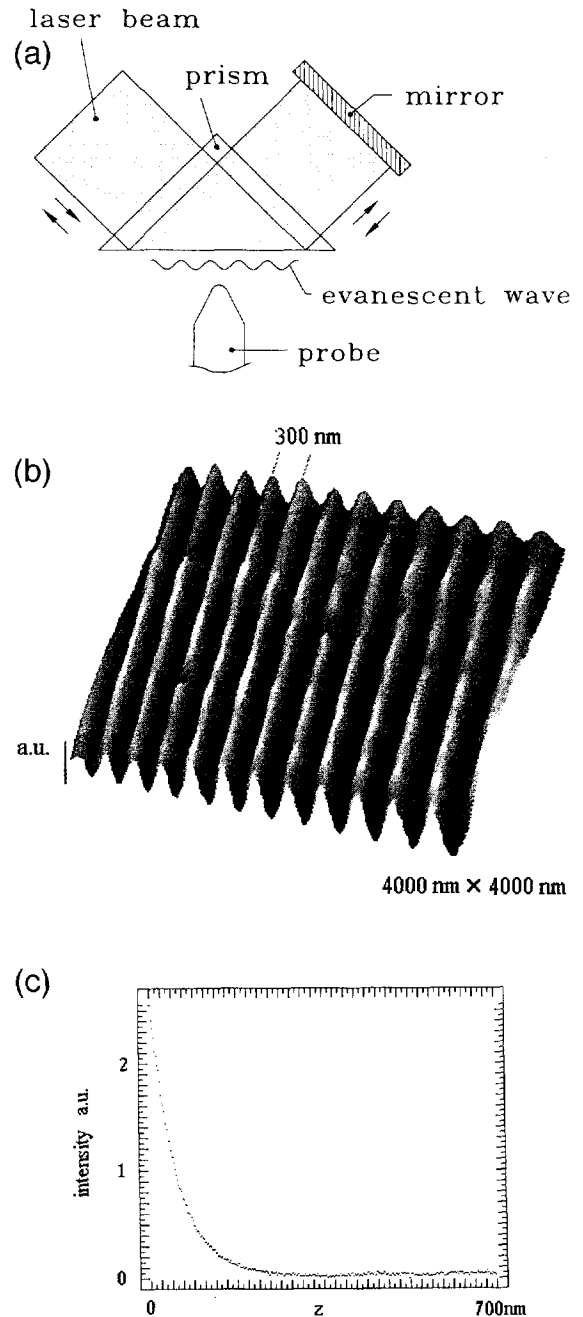 laser beam
(a)
prism
mirror
evanescent wave
probe
(b)
300 nm
a.u.
4000 nm × 4000 nm
(c)
2
1
0
intensity a.u.
0
z
700nm